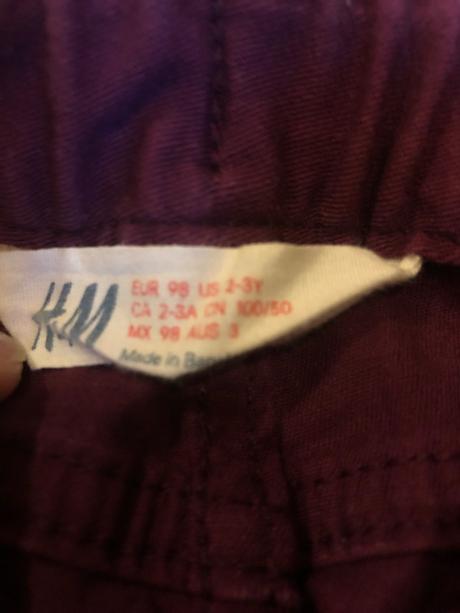 H&M
EUR 98 US 2-3Y
CA 2-3A CN 100/50
MX 98 AUS 3
Made in